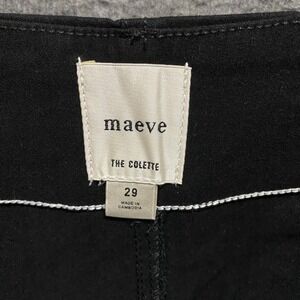 maeve
THE COLETTE
29
MADE IN
CAMBODIA